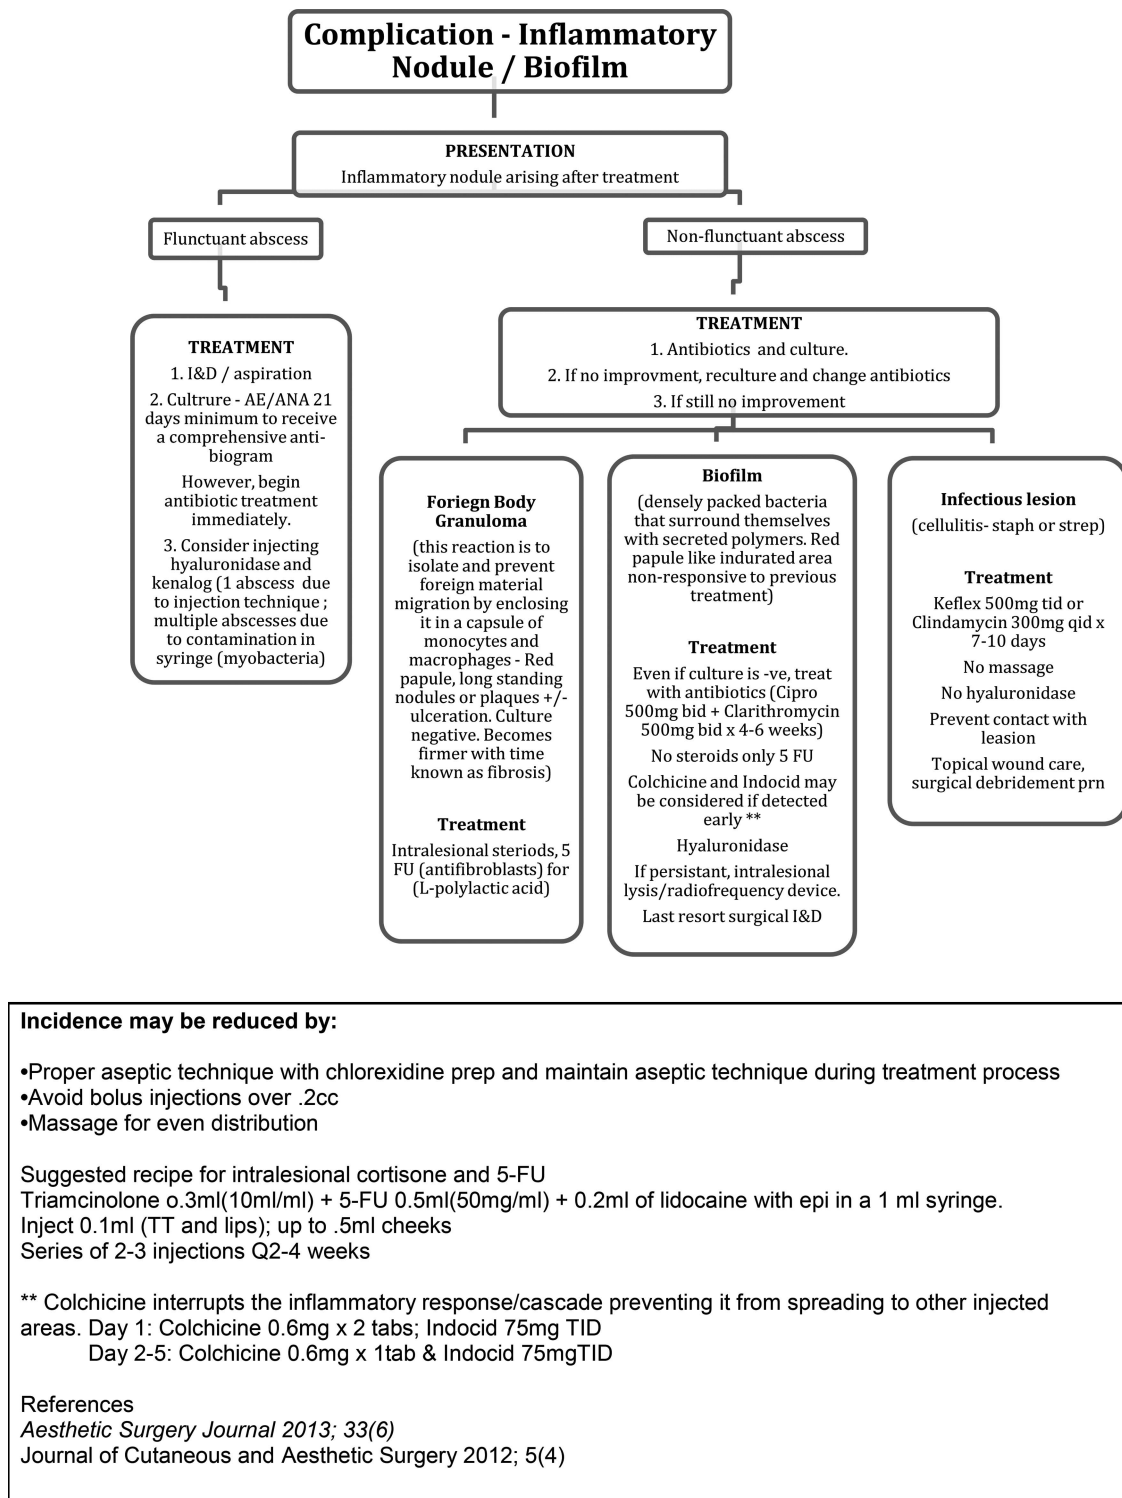 Complication - Inflammatory
Nodule / Biofilm
PRESENTATION
Inflammatory nodule arising after treatment
Flunctuant abscess
Non-flunctuant abscess
TREATMENT
1. I&D / aspiration
2. Cultrure - AE/ANA 21
days minimum to receive
a comprehensive anti-
biogram
However, begin
antibiotic treatment
immediately.
3. Consider injecting
hyaluronidase and
kenalog (1 abscess due
to injection technique ;
multiple abscesses due
to contamination in
syringe (myobacteria)
TREATMENT
1. Antibiotics and culture.
2. If no improvment, reculture and change antibiotics
3. If still no improvement
Foriegn Body
Granuloma
(this reaction is to
isolate and prevent
foreign material
migration by enclosing
it in a capsule of
monocytes and
macrophages - Red
papule, long standing
nodules or plaques +/-
ulceration. Culture
negative. Becomes
firmer with time
known as fibrosis)
Treatment
Intralesional steriods, 5
FU (antifibroblasts) for
(L-polylactic acid)
Biofilm
(densely packed bacteria
that surround themselves
with secreted polymers. Red
papule like indurated area
non-responsive to previous
treatment)
Treatment
Even if culture is -ve, treat
with antibiotics (Cipro
500mg bid + Clarithromycin
500mg bid x 4-6 weeks)
No steroids only 5 FU
Colchicine and Indocid may
be considered if detected
early **
Hyaluronidase
If persistant, intralesional
lysis/radiofrequency device.
Last resort surgical I&D
Infectious lesion
(cellulitis- staph or strep)
Treatment
Keflex 500mg tid or
Clindamycin 300mg qid x
7-10 days
No massage
No hyaluronidase
Prevent contact with
leasion
Topical wound care,
surgical debridement prn
Incidence may be reduced by:
•Proper aseptic technique with chlorexidine prep and maintain aseptic technique during treatment process
•Avoid bolus injections over .2cc
•Massage for even distribution
Suggested recipe for intralesional cortisone and 5-FU
Triamcinolone o.3ml(10ml/ml) + 5-FU 0.5ml(50mg/ml) + 0.2ml of lidocaine with epi in a 1 ml syringe.
Inject 0.1ml (TT and lips); up to .5ml cheeks
Series of 2-3 injections Q2-4 weeks
** Colchicine interrupts the inflammatory response/cascade preventing it from spreading to other injected
areas. Day 1: Colchicine 0.6mg x 2 tabs; Indocid 75mg TID
Day 2-5: Colchicine 0.6mg x 1tab & Indocid 75mgTID
References
Aesthetic Surgery Journal 2013; 33(6)
Journal of Cutaneous and Aesthetic Surgery 2012; 5(4)